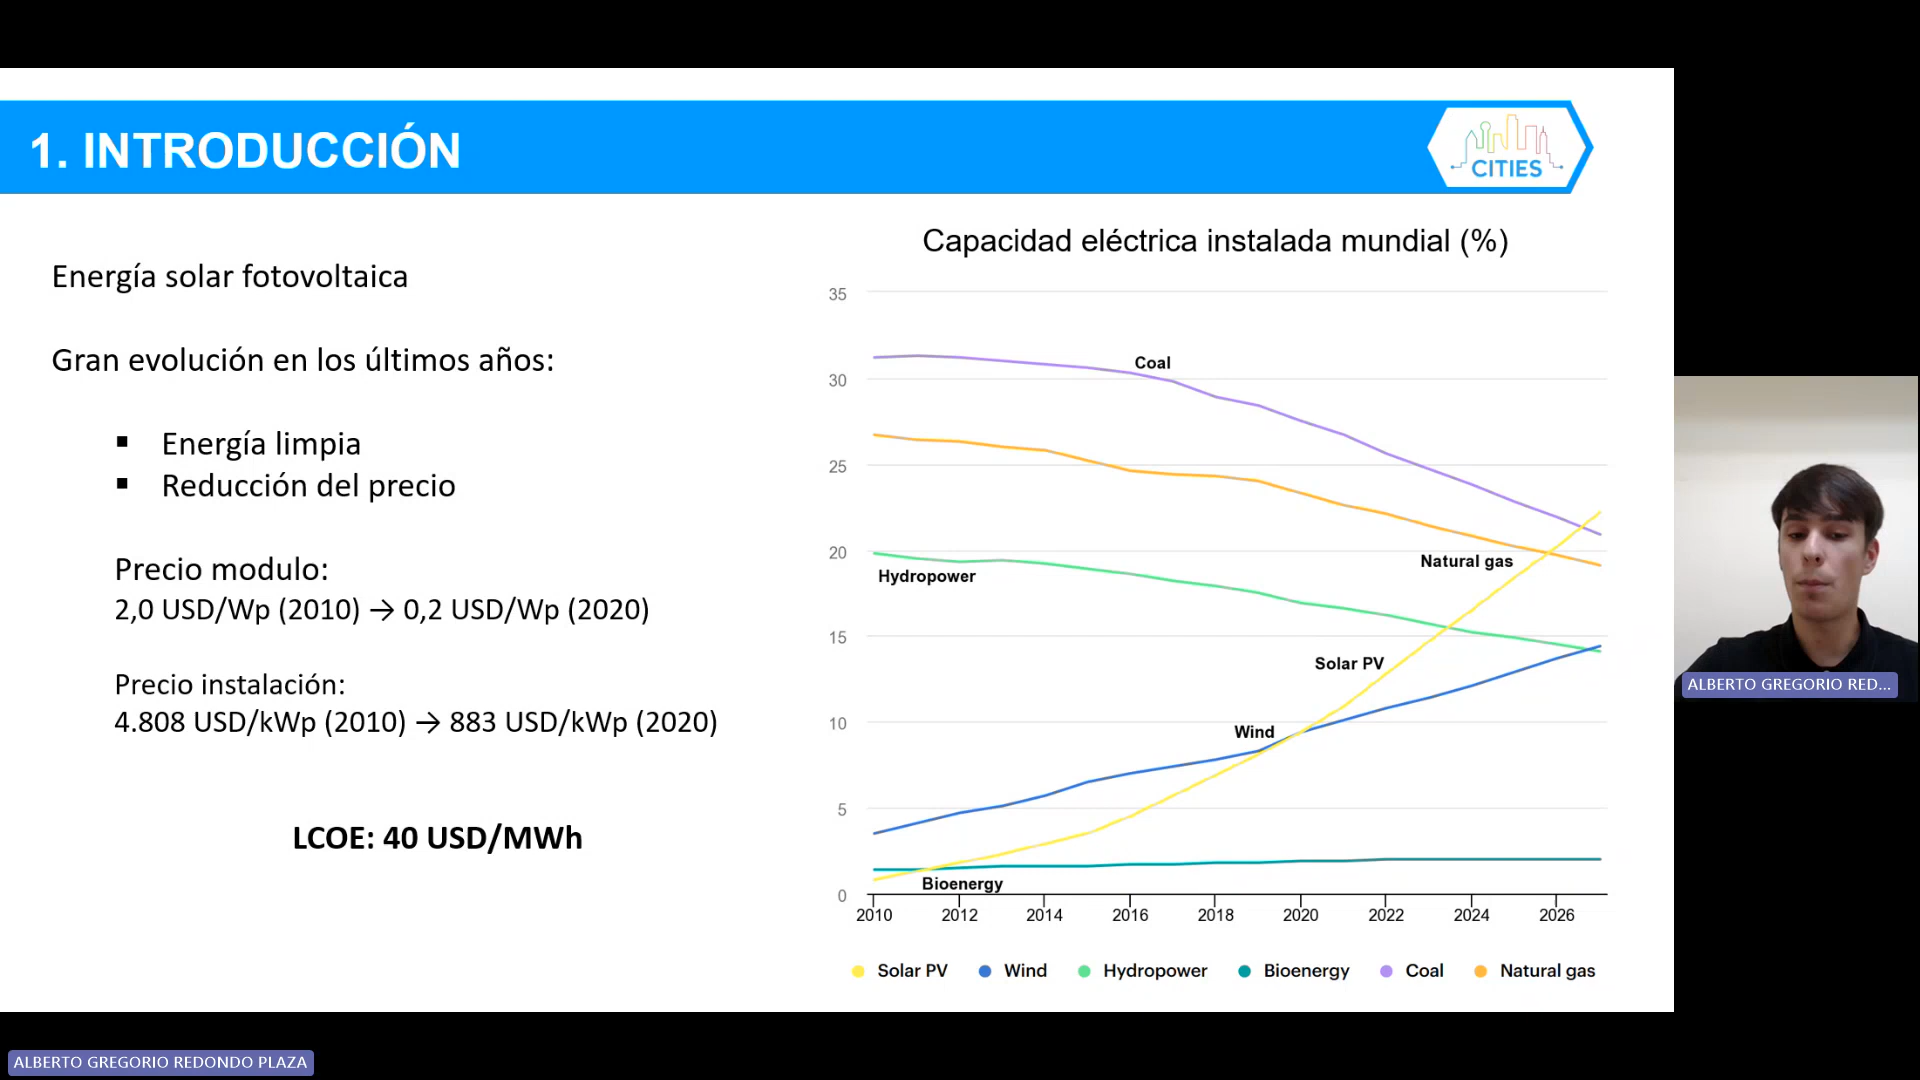 1. INTRODUCCIÓN
CITIES
Energía solar fotovoltaica
Gran evolución en los últimos años:
▪ Energía limpia
▪ Reducción del precio
Precio modulo:
2,0 USD/Wp (2010) → 0,2 USD/Wp (2020)
Precio instalación:
4.808 USD/kWp (2010) → 883 USD/kWp (2020)
LCOE: 40 USD/MWh
Capacidad eléctrica instalada mundial (%)
35
30
25
20
15
10
5
0
Coal
Natural gas
Hydropower
Solar PV
Wind
Bioenergy
2010 2012 2014 2016 2018 2020 2022 2024 2026
Solar PV Wind Hydropower Bioenergy Coal Natural gas
ALBERTO GREGORIO RED...
ALBERTO GREGORIO REDONDO PLAZA